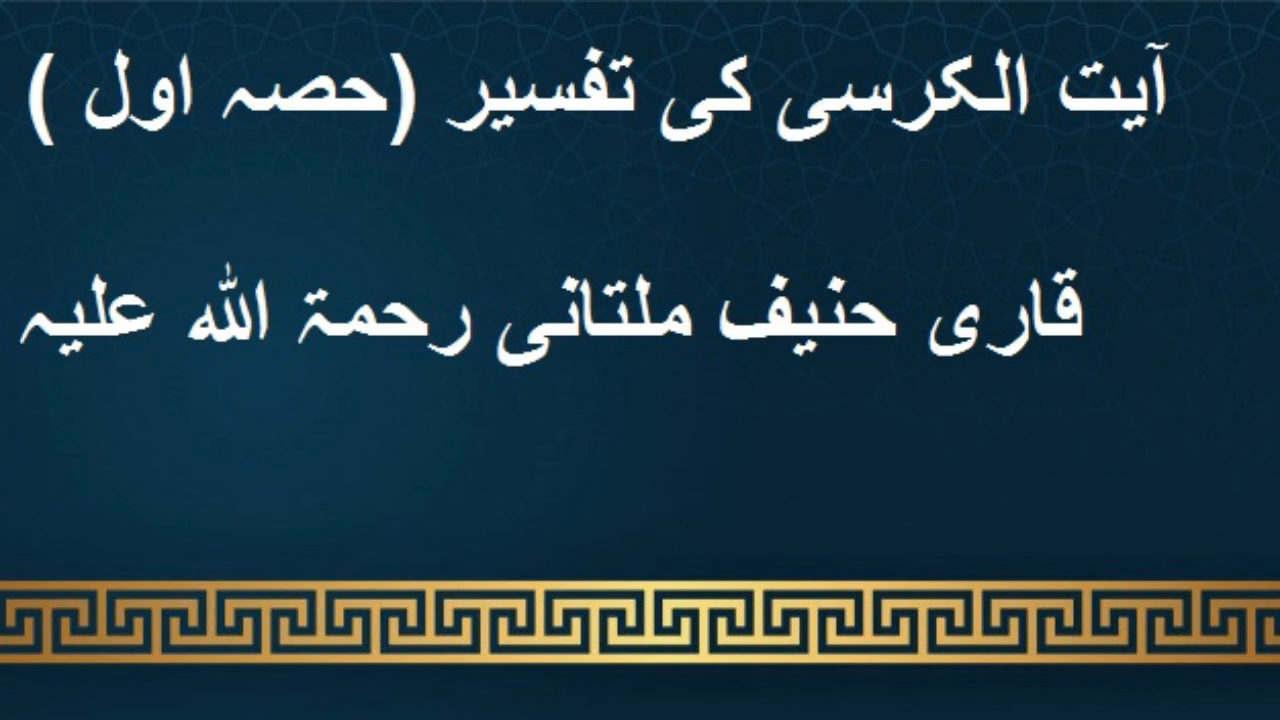 آیت الکرسی کی تفسیر (حصہ اول )
قاری حنیف ملتانی رحمۃ اللہ علیہ